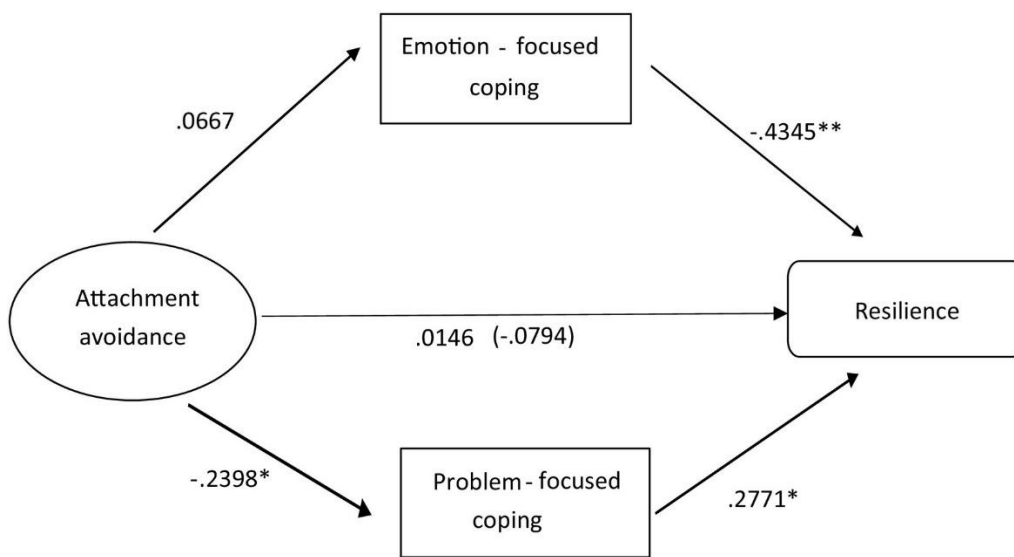 Emotion - focused
coping
.0667
-.4345**
Attachment
avoidance
Resilience
.0146 (-.0794)
-.2398*
Problem - focused
coping
.2771*